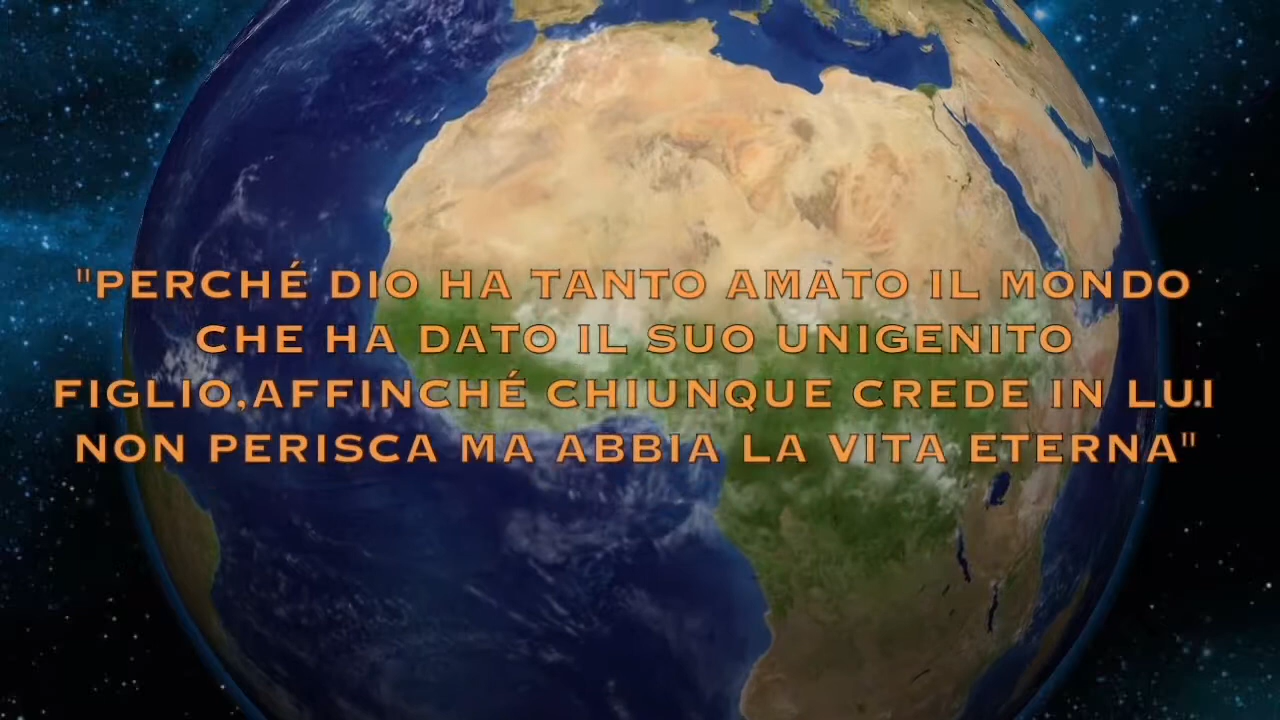 "PERCHÉ DIO HA TANTO AMATO IL MONDO
CHE HA DATO IL SUO UNIGENITO
FIGLIO,AFFINCHÉ CHIUNQUE CREDE IN LUI
NON PERISCA MA ABBIA LA VITA ETERNA"